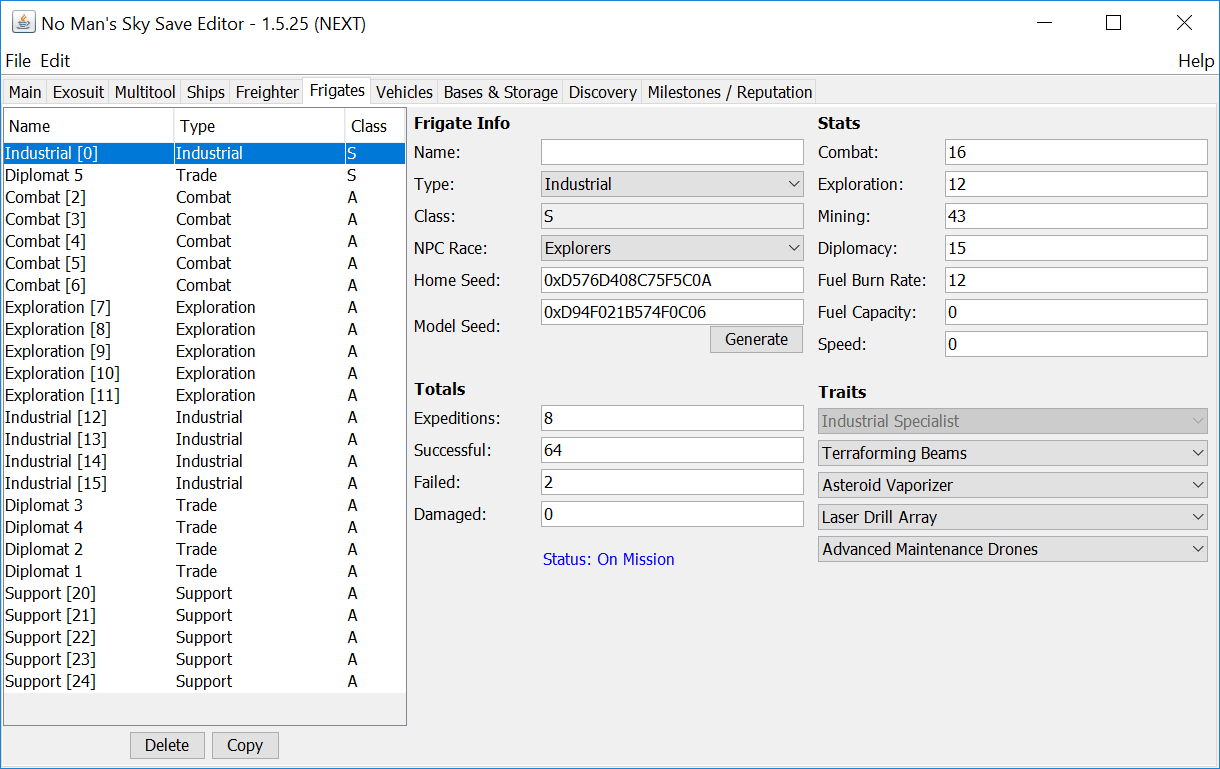 No Man's Sky Save Editor - 1.5.25 (NEXT)
File Edit Help
Main Exosuit Multitool Ships Freighter Frigates Vehicles Bases & Storage Discovery Milestones / Reputation
Name Type Class
Industrial [0] Industrial S
Diplomat 5 Trade S
Combat [2] Combat A
Combat [3] Combat A
Combat [4] Combat A
Combat [5] Combat A
Combat [6] Combat A
Exploration [7] Exploration A
Exploration [8] Exploration A
Exploration [9] Exploration A
Exploration [10] Exploration A
Exploration [11] Exploration A
Industrial [12] Industrial A
Industrial [13] Industrial A
Industrial [14] Industrial A
Industrial [15] Industrial A
Diplomat 3 Trade A
Diplomat 4 Trade A
Diplomat 2 Trade A
Diplomat 1 Trade A
Support [20] Support A
Support [21] Support A
Support [22] Support A
Support [23] Support A
Support [24] Support A
Delete Copy
Frigate Info
Name:
Type: Industrial
Class: S
NPC Race: Explorers
Home Seed: 0xD576D408C75F5C0A
Model Seed: 0xD94F021B574F0C06
Generate
Totals
Expeditions: 8
Successful: 64
Failed: 2
Damaged: 0
Status: On Mission
Stats
Combat: 16
Exploration: 12
Mining: 43
Diplomacy: 15
Fuel Burn Rate: 12
Fuel Capacity: 0
Speed: 0
Traits
Industrial Specialist
Terraforming Beams
Asteroid Vaporizer
Laser Drill Array
Advanced Maintenance Drones